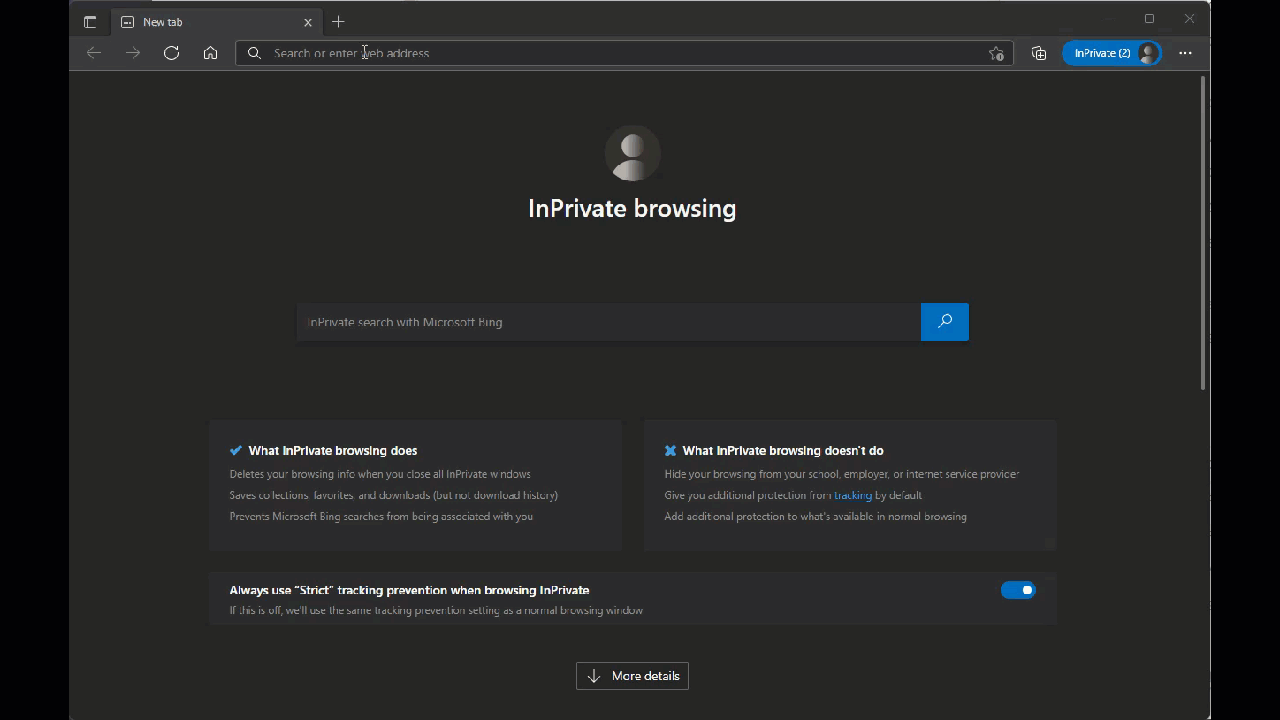 New tab
Search or enter web address
InPrivate (2)
InPrivate browsing
InPrivate search with Microsoft Bing
What InPrivate browsing does
Deletes your browsing info when you close all InPrivate windows
Saves collections, favorites, and downloads (but not download history)
Prevents Microsoft Bing searches from being associated with you
What InPrivate browsing doesn't do
Hide your browsing from your school, employer, or internet service provider
Give you additional protection from tracking by default
Add additional protection to what's available in normal browsing
Always use “Strict” tracking prevention when browsing InPrivate
If this is off, we'll use the same tracking prevention setting as a normal browsing window
More details